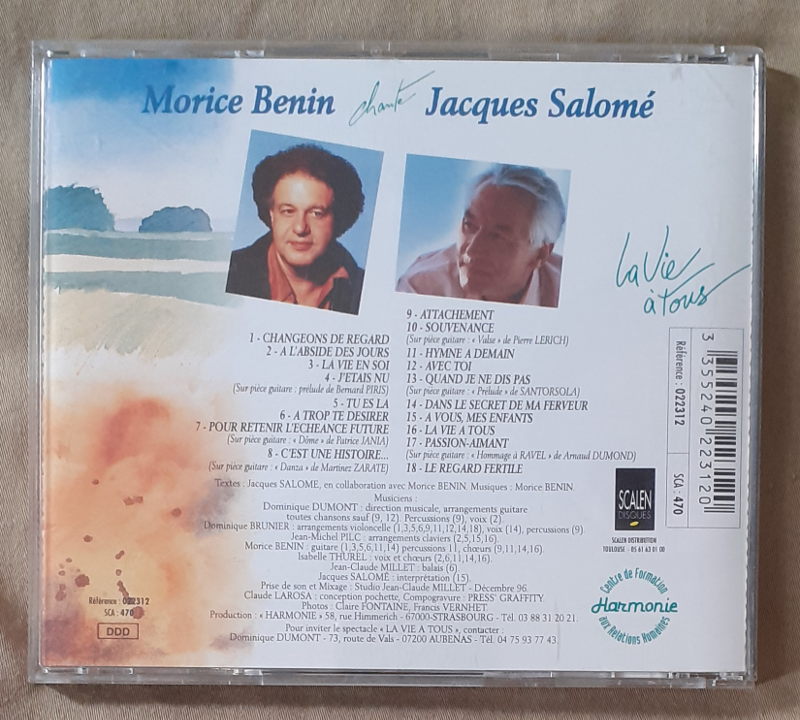 Morice Benin chante Jacques Salomé
La Vie
à Tous
1 - CHANGEONS DE REGARD
2 - A L'ABSIDE DES JOURS
3 - LA VIE EN SOI
4 - J'ETAIS NU
(Sur pièce guitare : prélude de Bernard PIRIS)
5 - TU ES LA
6 - A TROP TE DESIRER
7 - POUR RETENIR L'ECHEANCE FUTURE
(Sur pièce guitare : « Dôme » de Patrice JANIA)
8 - C'EST UNE HISTOIRE...
(Sur pièce guitare : « Danza » de Martinez ZARATE)
9 - ATTACHEMENT
10 - SOUVENANCE
(Sur pièce guitare : « Valse » de Pierre LERICH)
11 - HYMNE A DEMAIN
12 - AVEC TOI
13 - QUAND JE NE DIS PAS
(Sur pièce guitare : « Prélude » de SANTORSOLA)
14 - DANS LE SECRET DE MA FERVEUR
15 - A VOUS, MES ENFANTS
16 - LA VIE A TOUS
17 - PASSION-AIMANT
(Sur pièce guitare : « Hommage à RAVEL » de Arnaud DUMOND)
18 - LE REGARD FERTILE
Textes : Jacques SALOME, en collaboration avec Morice BENIN. Musiques : Morice BENIN.
Musiciens :
Dominique DUMONT : direction musicale, arrangements guitare
toutes chansons sauf (9, 12). Percussions (9), voix (2).
Dominique BRUNIER : arrangements violoncelle (1,3,5,6,9,11,12,14,18), voix (14), percussions (9).
Jean-Michel PILC : arrangements claviers (2,5,15,16).
Morice BENIN : guitare (1,3,5,6,11,14) percussions 11, chœurs (9,11,14,16).
Isabelle THUREL : voix et chœurs (2,6,11,14,16).
Jean-Claude MILLET : balais (6).
Jacques SALOMÉ : interprétation (15).
Prise de son et Mixage : Studio Jean-Claude MILLET - Décembre 96.
Claude LAROSA : conception pochette, Compogravure : PRESS' GRAFFITY.
Photos : Claire FONTAINE, Francis VERNHET.
Production : « HARMONIE » 58, rue Himmerich - 67000-STRASBOURG - Tél. 03 88 31 20 21.
Pour inviter le spectacle « LA VIE A TOUS », contacter :
Dominique DUMONT - 73, route de Vals - 07200 AUBENAS - Tél. 04 75 93 77 43
Référence : 022312
SCA : 470
DDD
Référence : 022312
SCA : 470
3 355240 223120
SCALEN
DISQUES
SCALEN DISTRIBUTION
TOULOUSE - 05 61 63 01 00
Centre de Formation
Harmonie
aux Relations Humaines